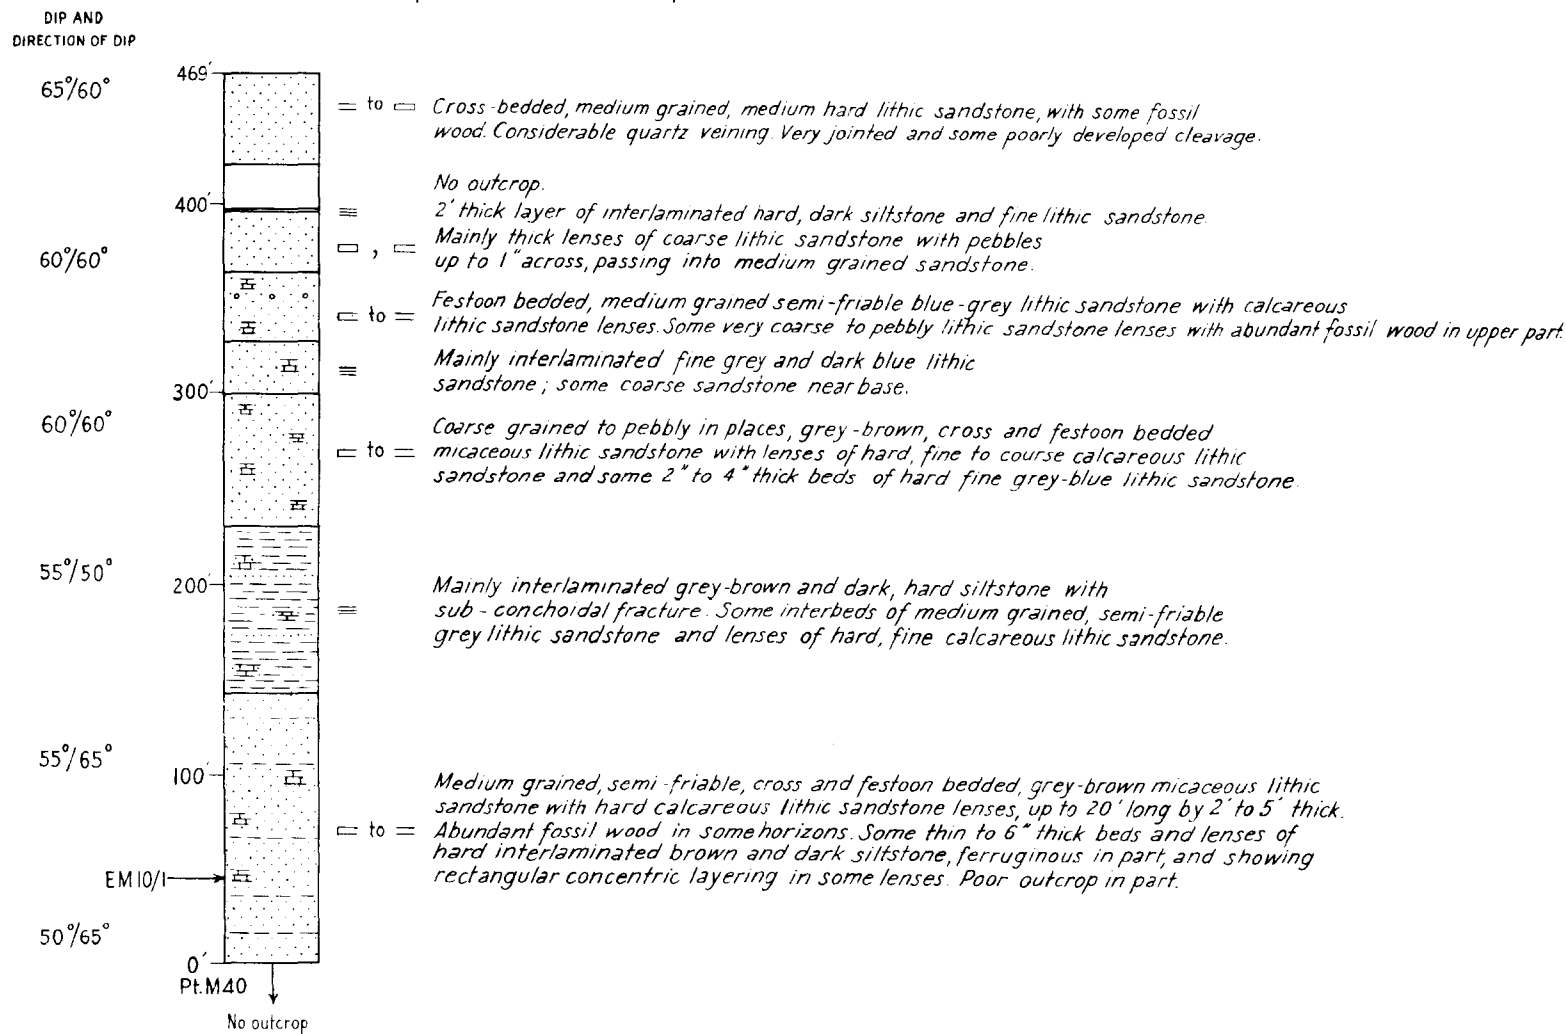 DIP AND
DIRECTION OF DIP
469'
65°/60°
to
Cross-bedded, medium grained, medium hard lithic sandstone, with some fossil
wood. Considerable quartz veining. Very jointed and some poorly developed cleavage.
No outcrop.
400'
2' thick layer of interlaminated hard, dark siltstone and fine lithic sandstone.
60°/60°
,
Mainly thick lenses of coarse lithic sandstone with pebbles
up to 1" across, passing into medium grained sandstone.
to
Festoon bedded, medium grained semi-friable blue-grey lithic sandstone with calcareous
lithic sandstone lenses. Some very coarse to pebbly lithic sandstone lenses with abundant fossil wood in upper part.
Mainly interlaminated fine grey and dark blue lithic
sandstone; some coarse sandstone near base.
300'
60°/60°
to
Coarse grained to pebbly in places, grey-brown, cross and festoon bedded
micaceous lithic sandstone with lenses of hard, fine to course calcareous lithic
sandstone and some 2" to 4" thick beds of hard fine grey-blue lithic sandstone.
55°/50°
200'
Mainly interlaminated grey-brown and dark, hard siltstone with
sub-conchoidal fracture. Some interbeds of medium grained, semi-friable
grey lithic sandstone and lenses of hard, fine calcareous lithic sandstone.
55°/65°
100'
to
Medium grained, semi-friable, cross and festoon bedded, grey-brown micaceous lithic
sandstone with hard calcareous lithic sandstone lenses, up to 20' long by 2' to 5' thick.
Abundant fossil wood in some horizons. Some thin to 6" thick beds and lenses of
hard interlaminated brown and dark siltstone, ferruginous in part, and showing
rectangular concentric layering in some lenses. Poor outcrop in part.
EM10/1
50°/65°
0'
Pt.M40
No outcrop